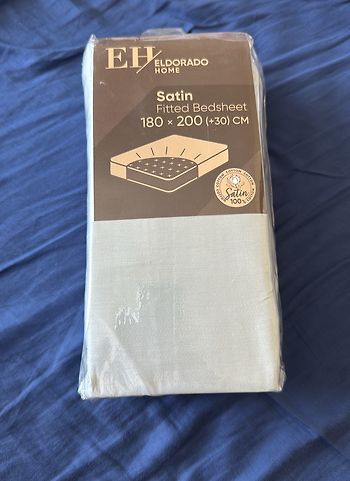 EH/ELDORADO
HOME
Satin
Fitted Bedsheet
180 × 200 (+30) CM
Satin
100%